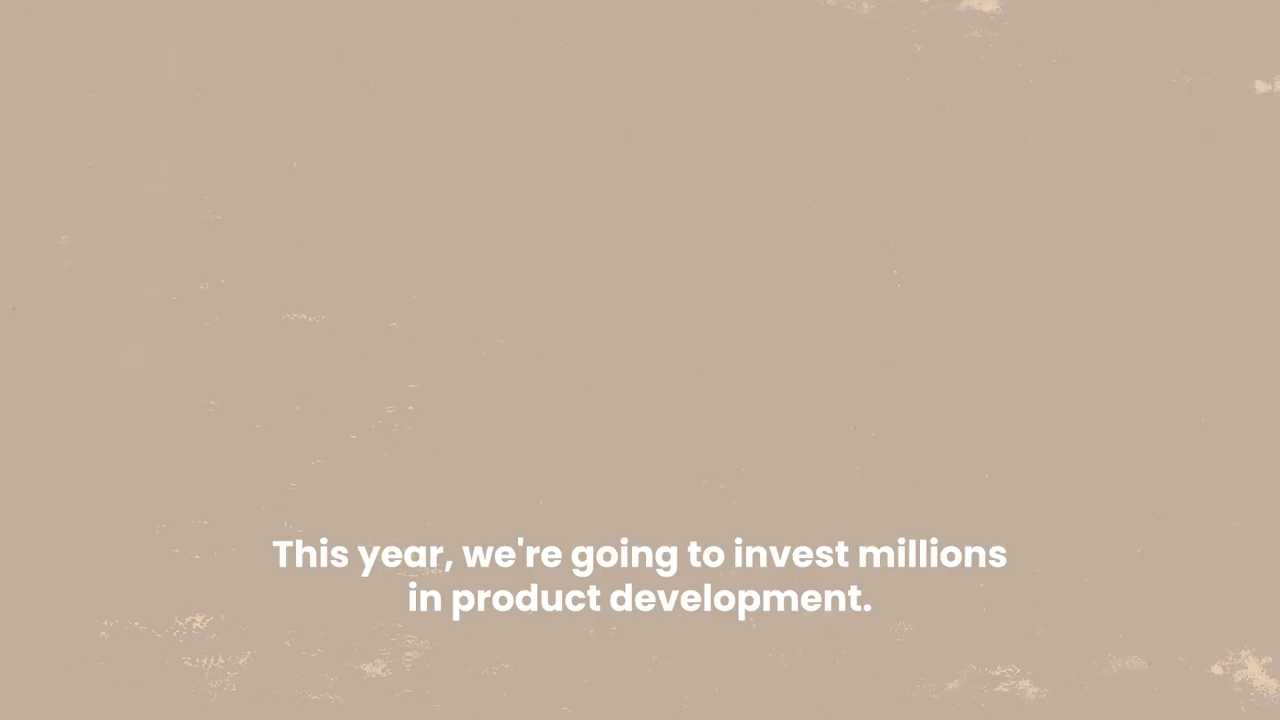 This year, we're going to invest millions
in product development.